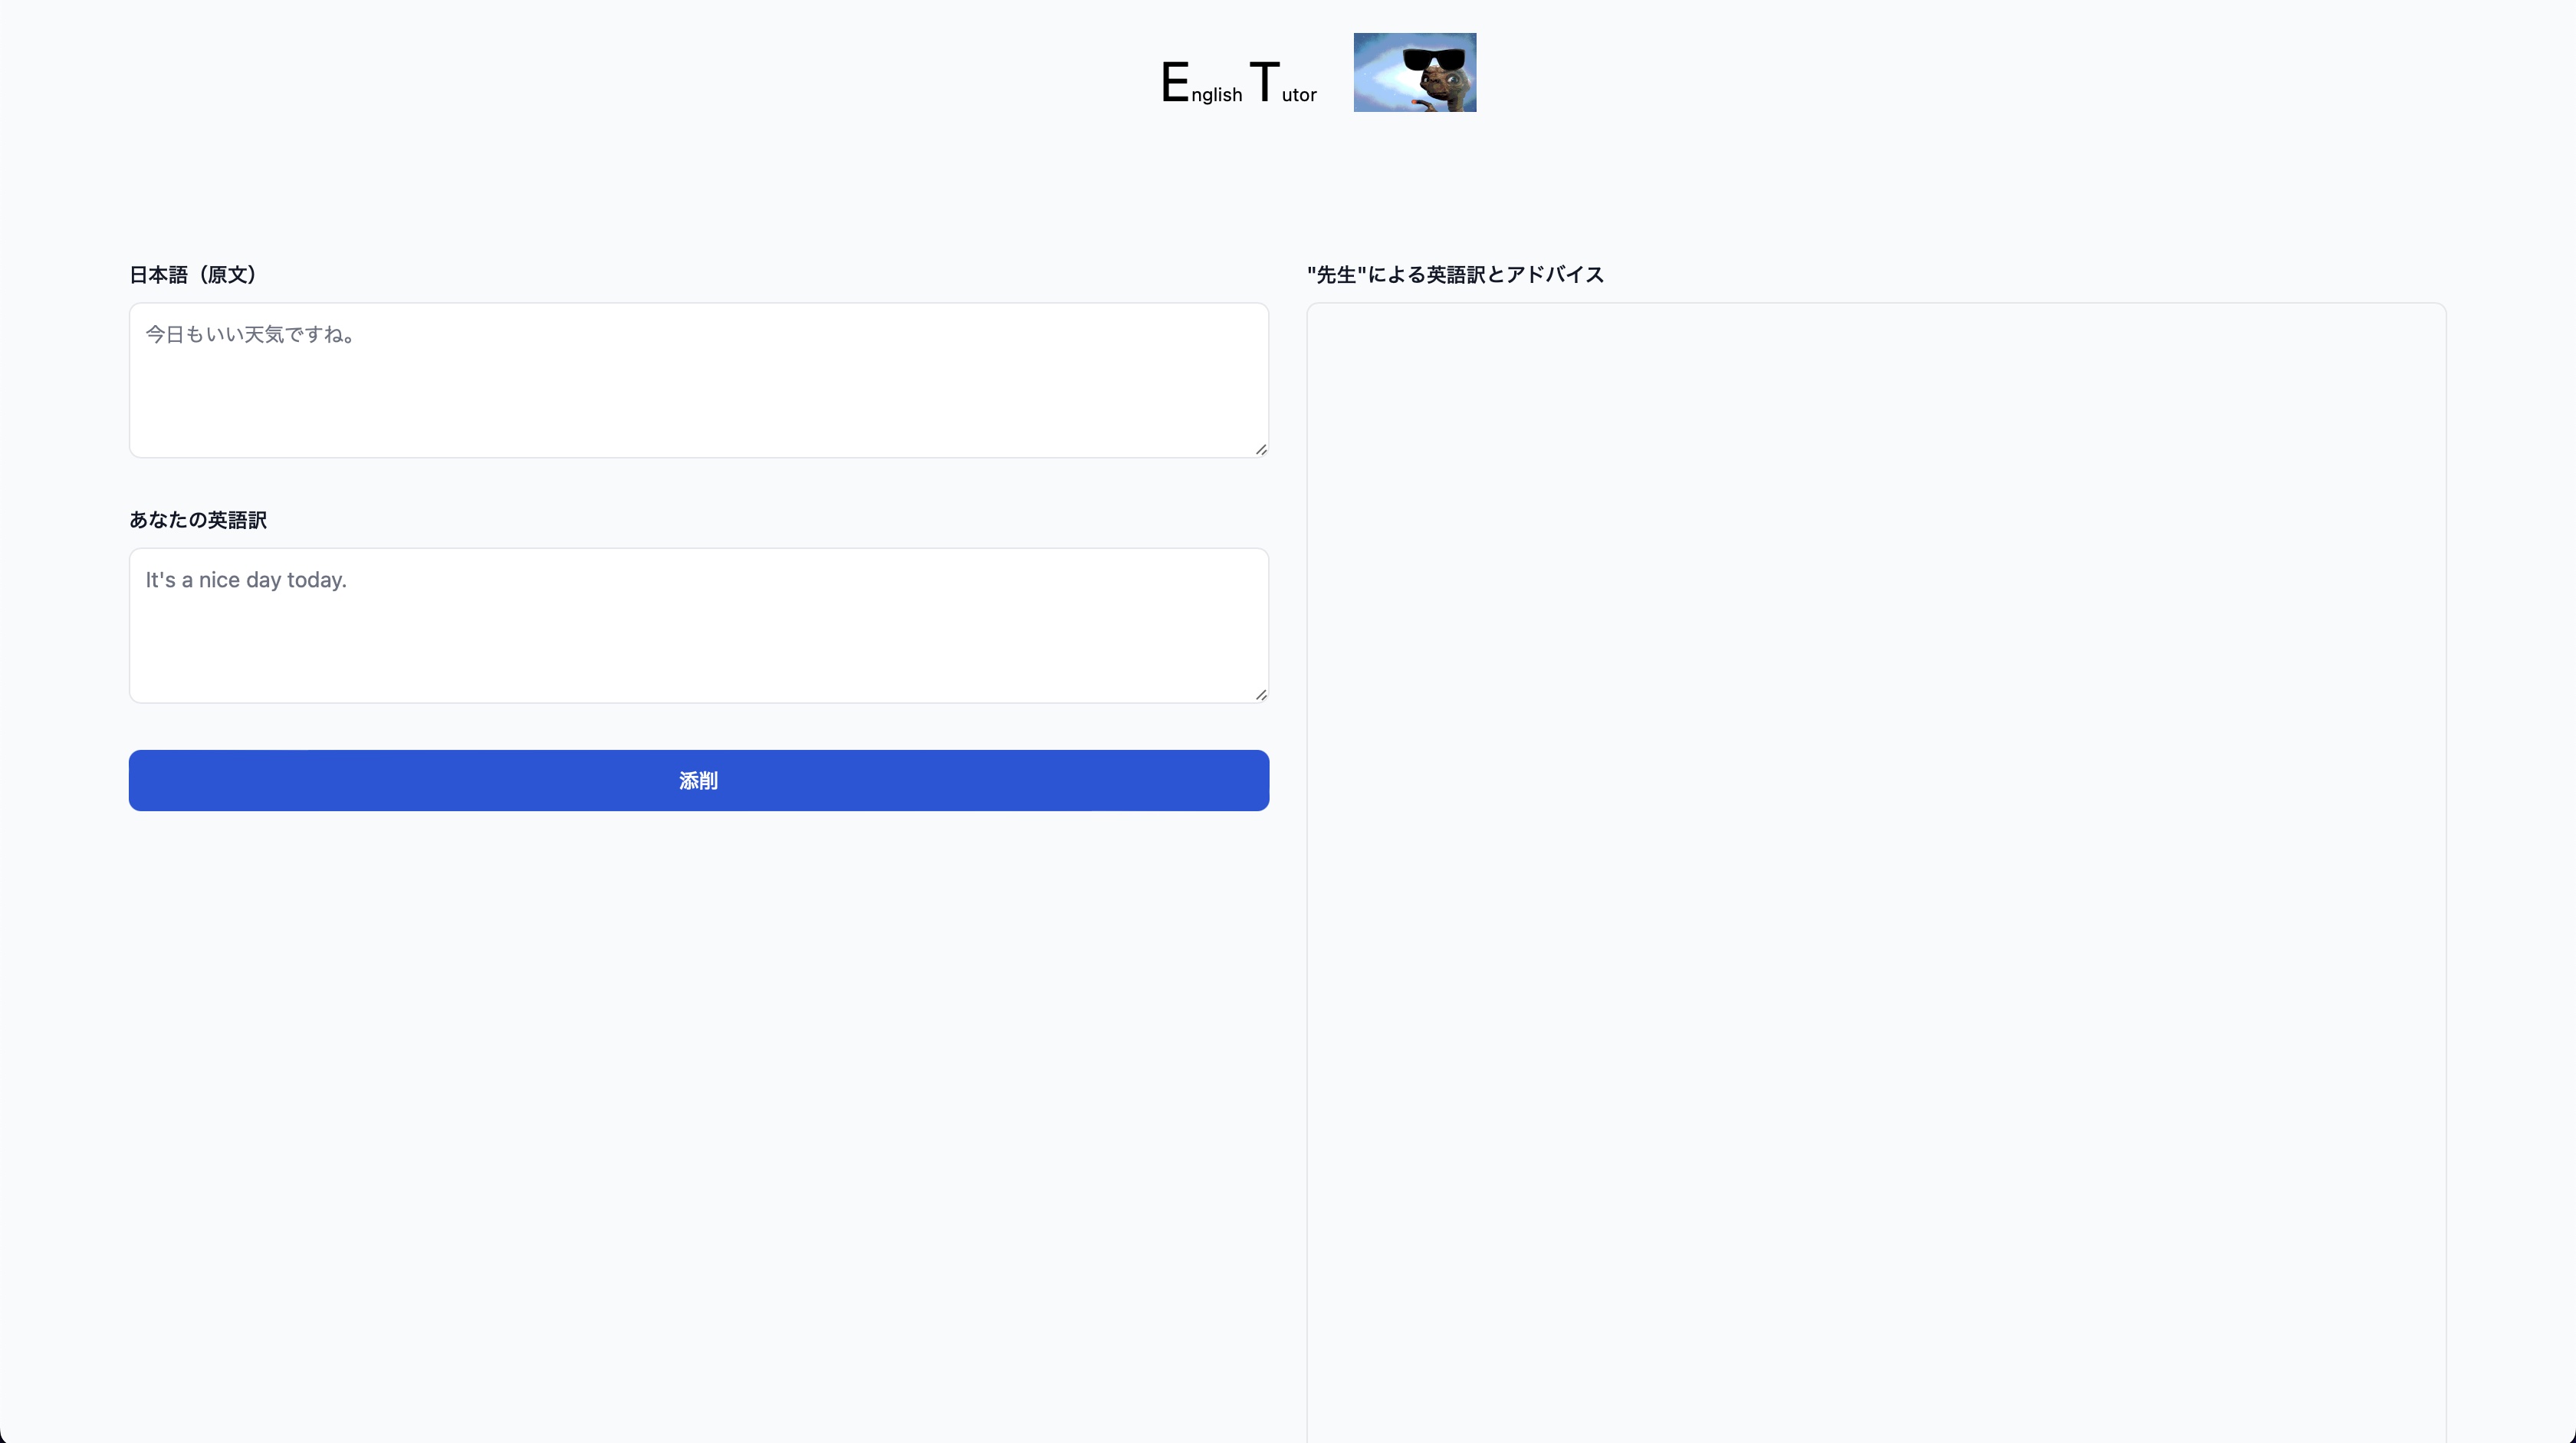 English Tutor
日本語（原文）
今日もいい天気ですね。
あなたの英語訳
It's a nice day today.
添削
"先生"による英語訳とアドバイス